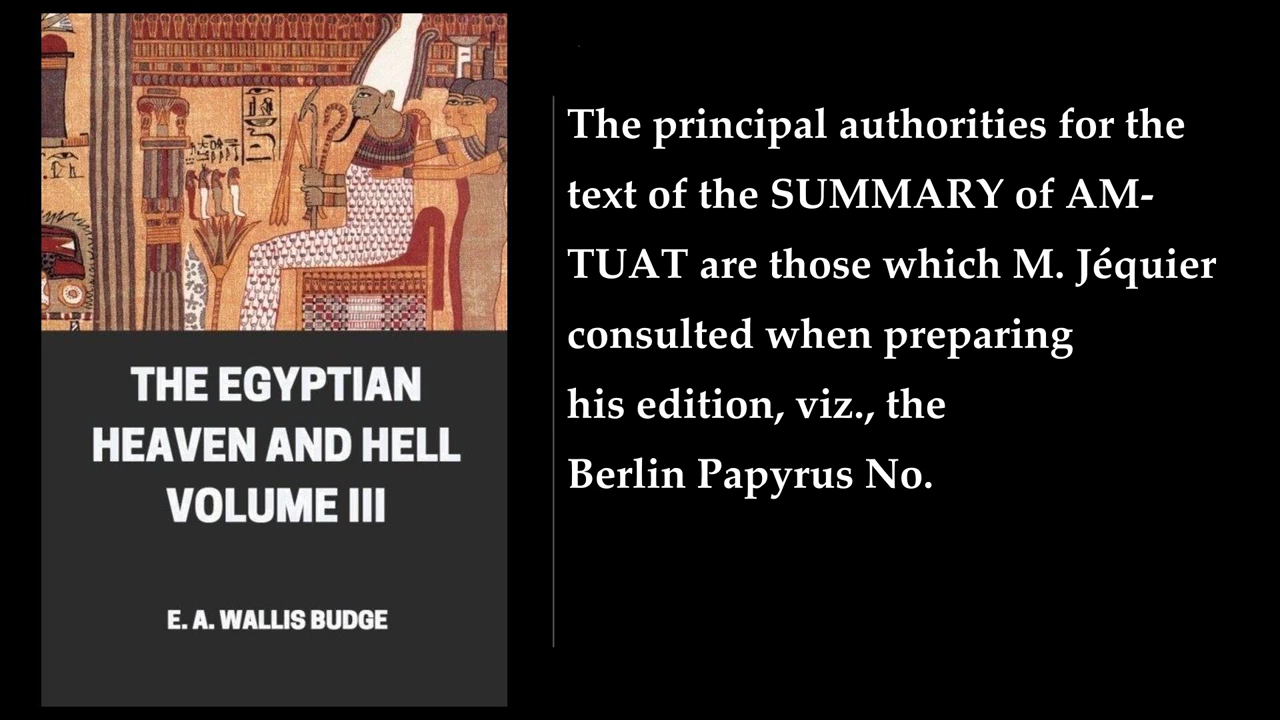 THE EGYPTIAN
HEAVEN AND HELL
VOLUME III
E. A. WALLIS BUDGE
The principal authorities for the
text of the SUMMARY of AM-
TUAT are those which M. Jéquier
consulted when preparing
his edition, viz., the
Berlin Papyrus No.